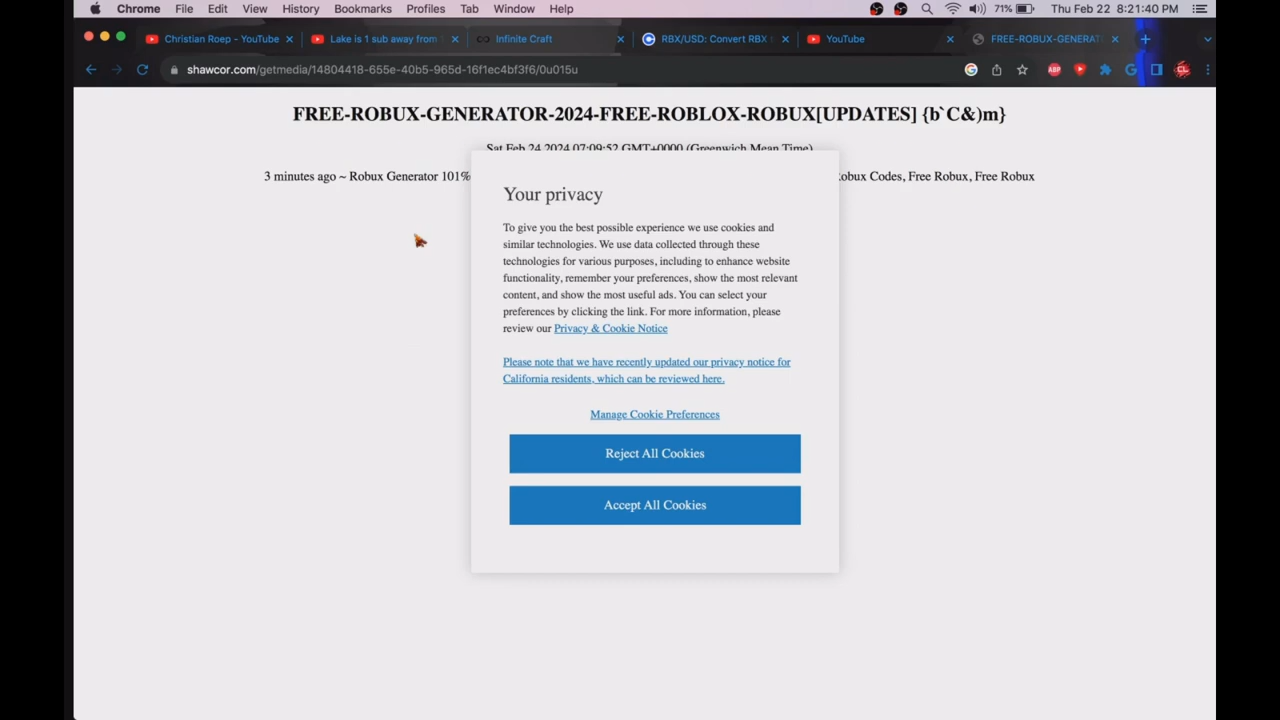 Chrome File Edit View History Bookmarks Profiles Tab Window Help 71% Thu Feb 22 8:21:40 PM
Christian Roep - YouTube Lake is 1 sub away from Infinite Craft RBX/USD: Convert RBX YouTube FREE-ROBUX-GENERAT
shawcor.com/getmedia/14804418-655e-40b5-965d-16f1ec4bf3f6/0u015u
ABP
CL
FREE-ROBUX-GENERATOR-2024-FREE-ROBLOX-ROBUX[UPDATES] {b`C&)m}
Sat Feb 24 2024 07:09:52 GMT+0000 (Greenwich Mean Time)
3 minutes ago ~ Robux Generator 101% obux Codes, Free Robux, Free Robux
Your privacy
To give you the best possible experience we use cookies and
similar technologies. We use data collected through these
technologies for various purposes, including to enhance website
functionality, remember your preferences, show the most relevant
content, and show the most useful ads. You can select your
preferences by clicking the link. For more information, please
review our Privacy & Cookie Notice
Please note that we have recently updated our privacy notice for
California residents, which can be reviewed here.
Manage Cookie Preferences
Reject All Cookies
Accept All Cookies